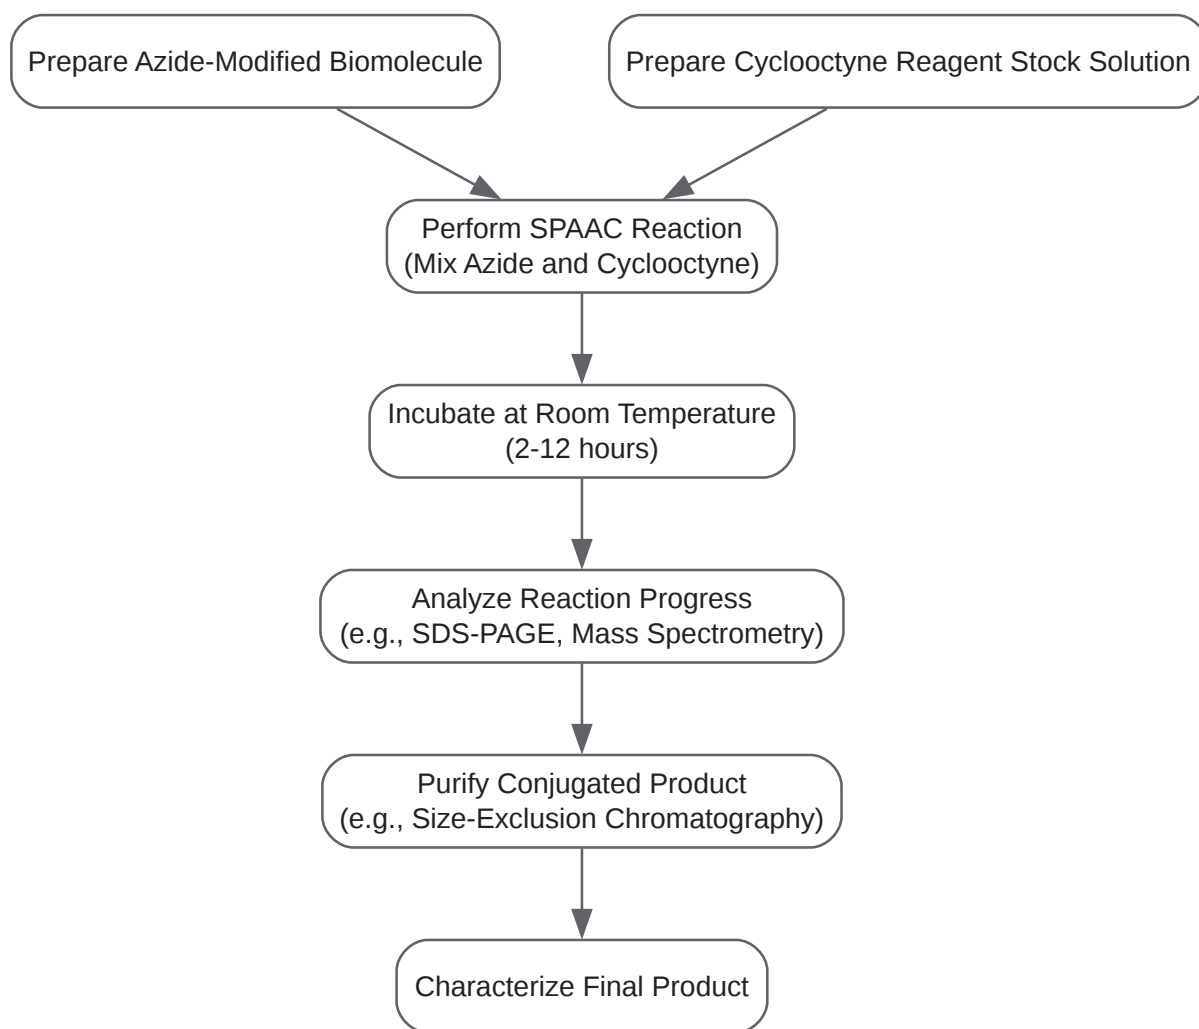 Prepare Azide-Modified Biomolecule
Prepare Cyclooctyne Reagent Stock Solution
Perform SPAAC Reaction
(Mix Azide and Cyclooctyne)
Incubate at Room Temperature
(2-12 hours)
Analyze Reaction Progress
(e.g., SDS-PAGE, Mass Spectrometry)
Purify Conjugated Product
(e.g., Size-Exclusion Chromatography)
Characterize Final Product